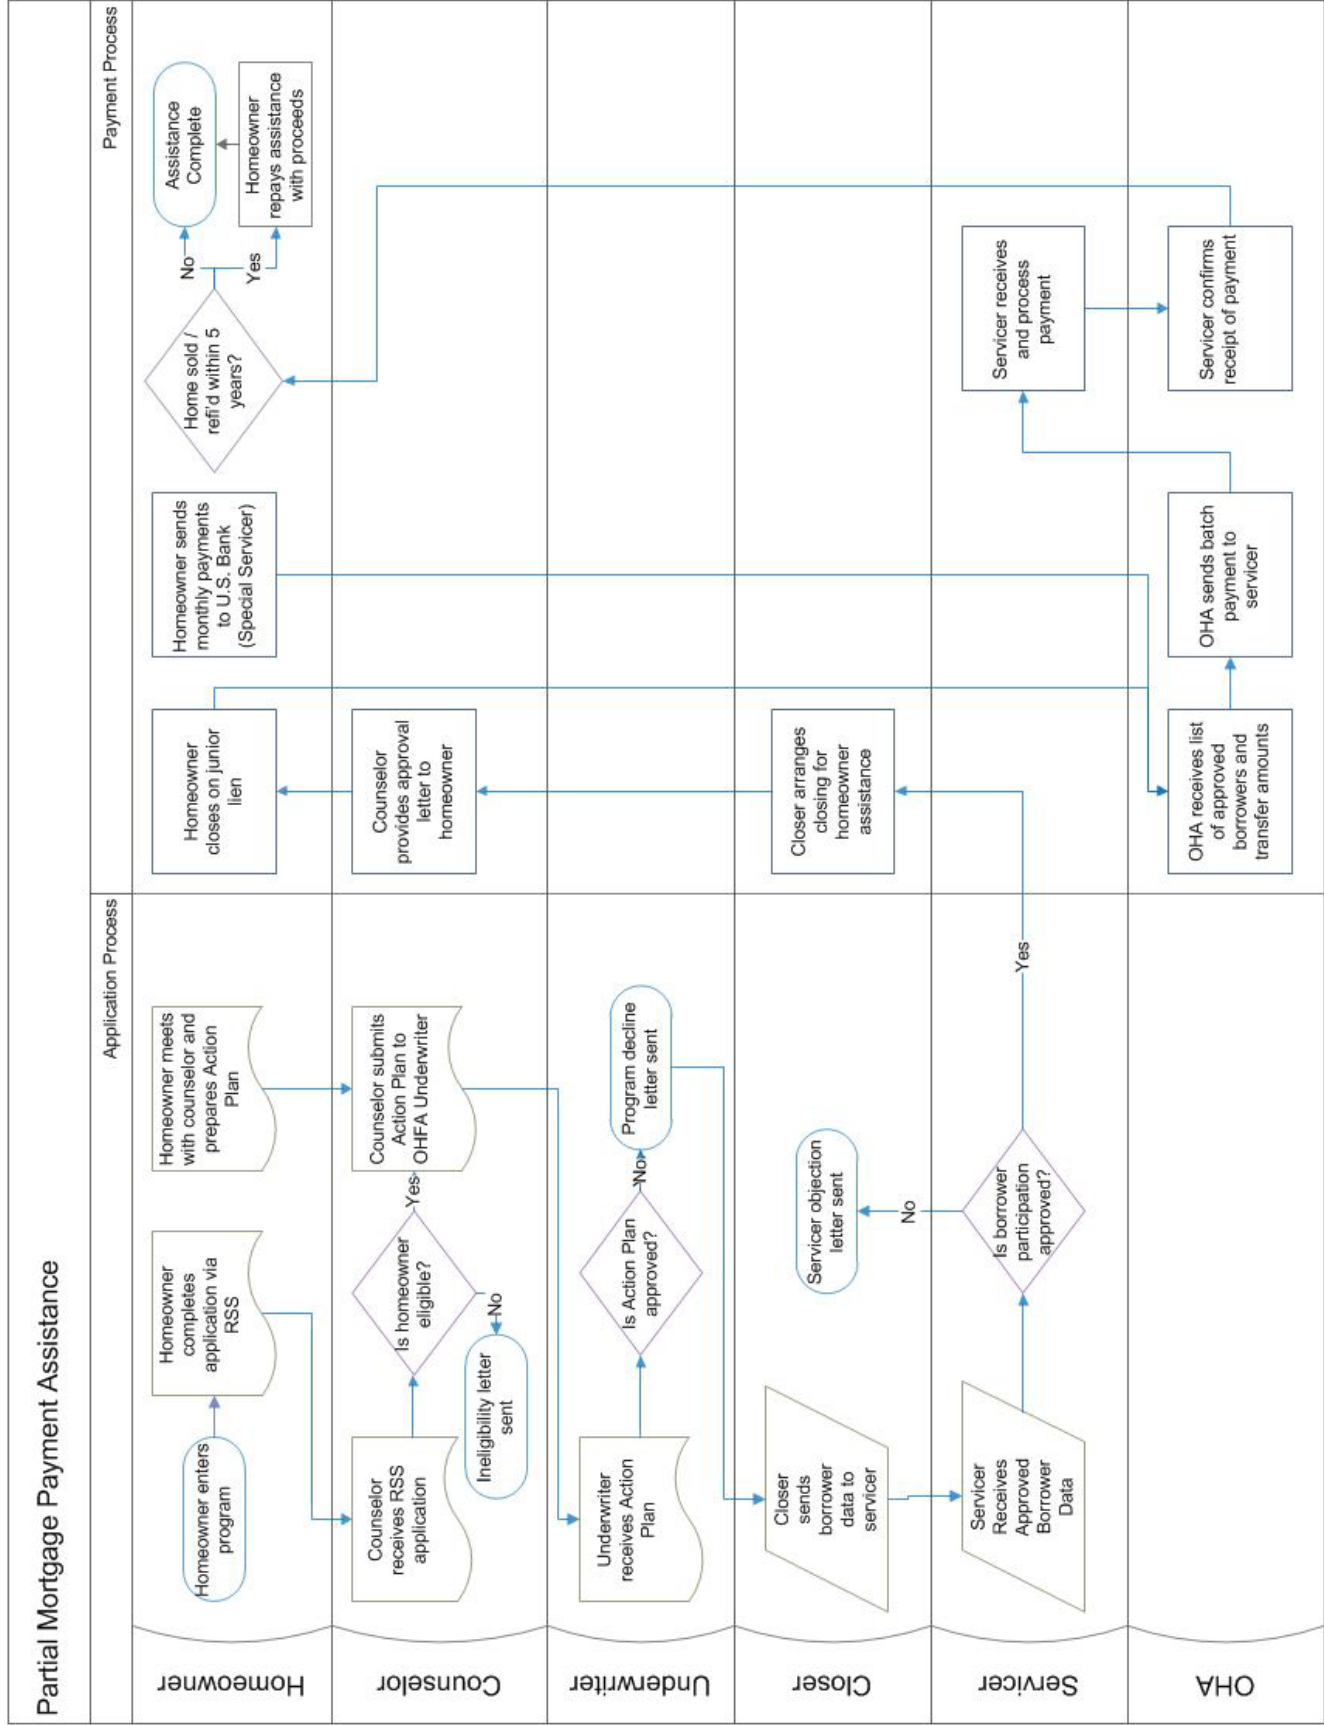 Partial Mortgage Payment Assistance
Application Process
Payment Process
Homeowner
Homeowner enters
program
Homeowner
completes
application via
RSS
Homeowner meets
with counselor and
prepares Action
Plan
Homeowner
closes on junior
lien
Homeowner sends
monthly payments
to U.S. Bank
(Special Servicer)
Home sold /
refi'd within 5
years?
No
Yes
Assistance
Complete
Homeowner
repays assistance
with proceeds
Counselor
Counselor
receives RSS
application
Is homeowner
eligible?
Yes
No
Ineligibility letter
sent
Counselor submits
Action Plan to
OHFA Underwriter
Counselor
provides approval
letter to
homeowner
Underwriter
Underwriter
receives Action
Plan
Is Action Plan
approved?
No
Program decline
letter sent
Closer
Closer
sends
borrower
data to
servicer
Servicer objection
letter sent
Closer arranges
closing for
homeowner
assistance
Servicer
Servicer
Receives
Approved
Borrower
Data
Is borrower
participation
approved?
No
Yes
Servicer receives
and process
payment
OHA
OHA receives list
of approved
borrowers and
transfer amounts
OHA sends batch
payment to
servicer
Servicer confirms
receipt of payment